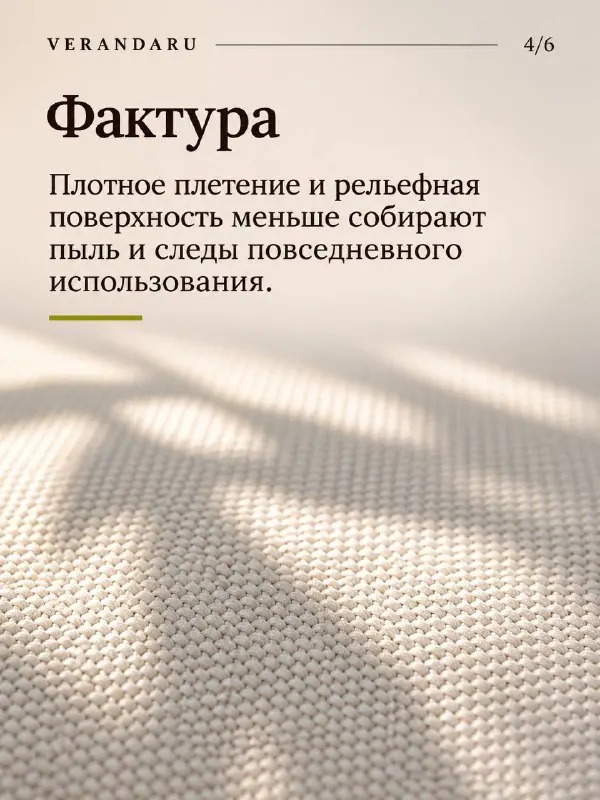 VERANDARU 4/6
Фактура
Плотное плетение и рельефная
поверхность меньше собирают
пыль и следы повседневного
использования.